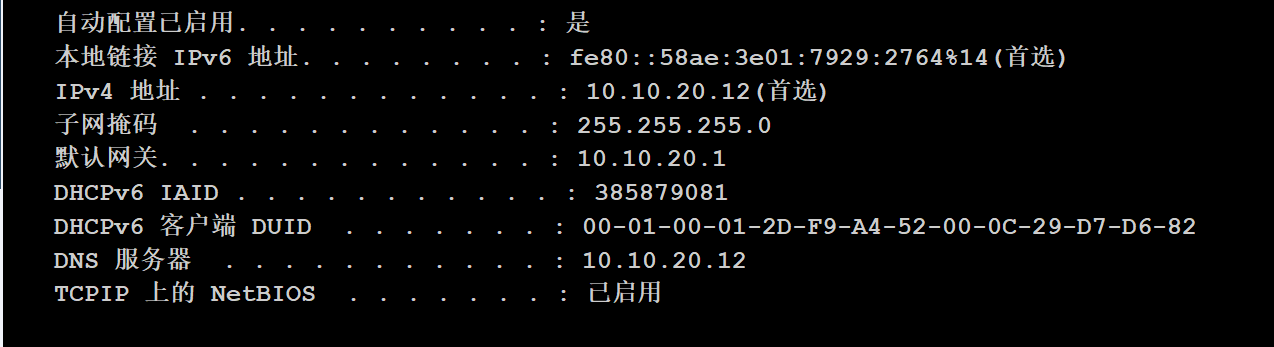 自动配置已启用. . . . . . . . . . : 是
本地链接 IPv6 地址. . . . . . . . : fe80::58ae:3e01:7929:2764%14(首选)
IPv4 地址 . . . . . . . . . . . . : 10.10.20.12(首选)
子网掩码  . . . . . . . . . . . . : 255.255.255.0
默认网关. . . . . . . . . . . . . : 10.10.20.1
DHCPv6 IAID . . . . . . . . . . . : 385879081
DHCPv6 客户端 DUID  . . . . . . . : 00-01-00-01-2D-F9-A4-52-00-0C-29-D7-D6-82
DNS 服务器  . . . . . . . . . . . : 10.10.20.12
TCPIP 上的 NetBIOS  . . . . . . . : 已启用